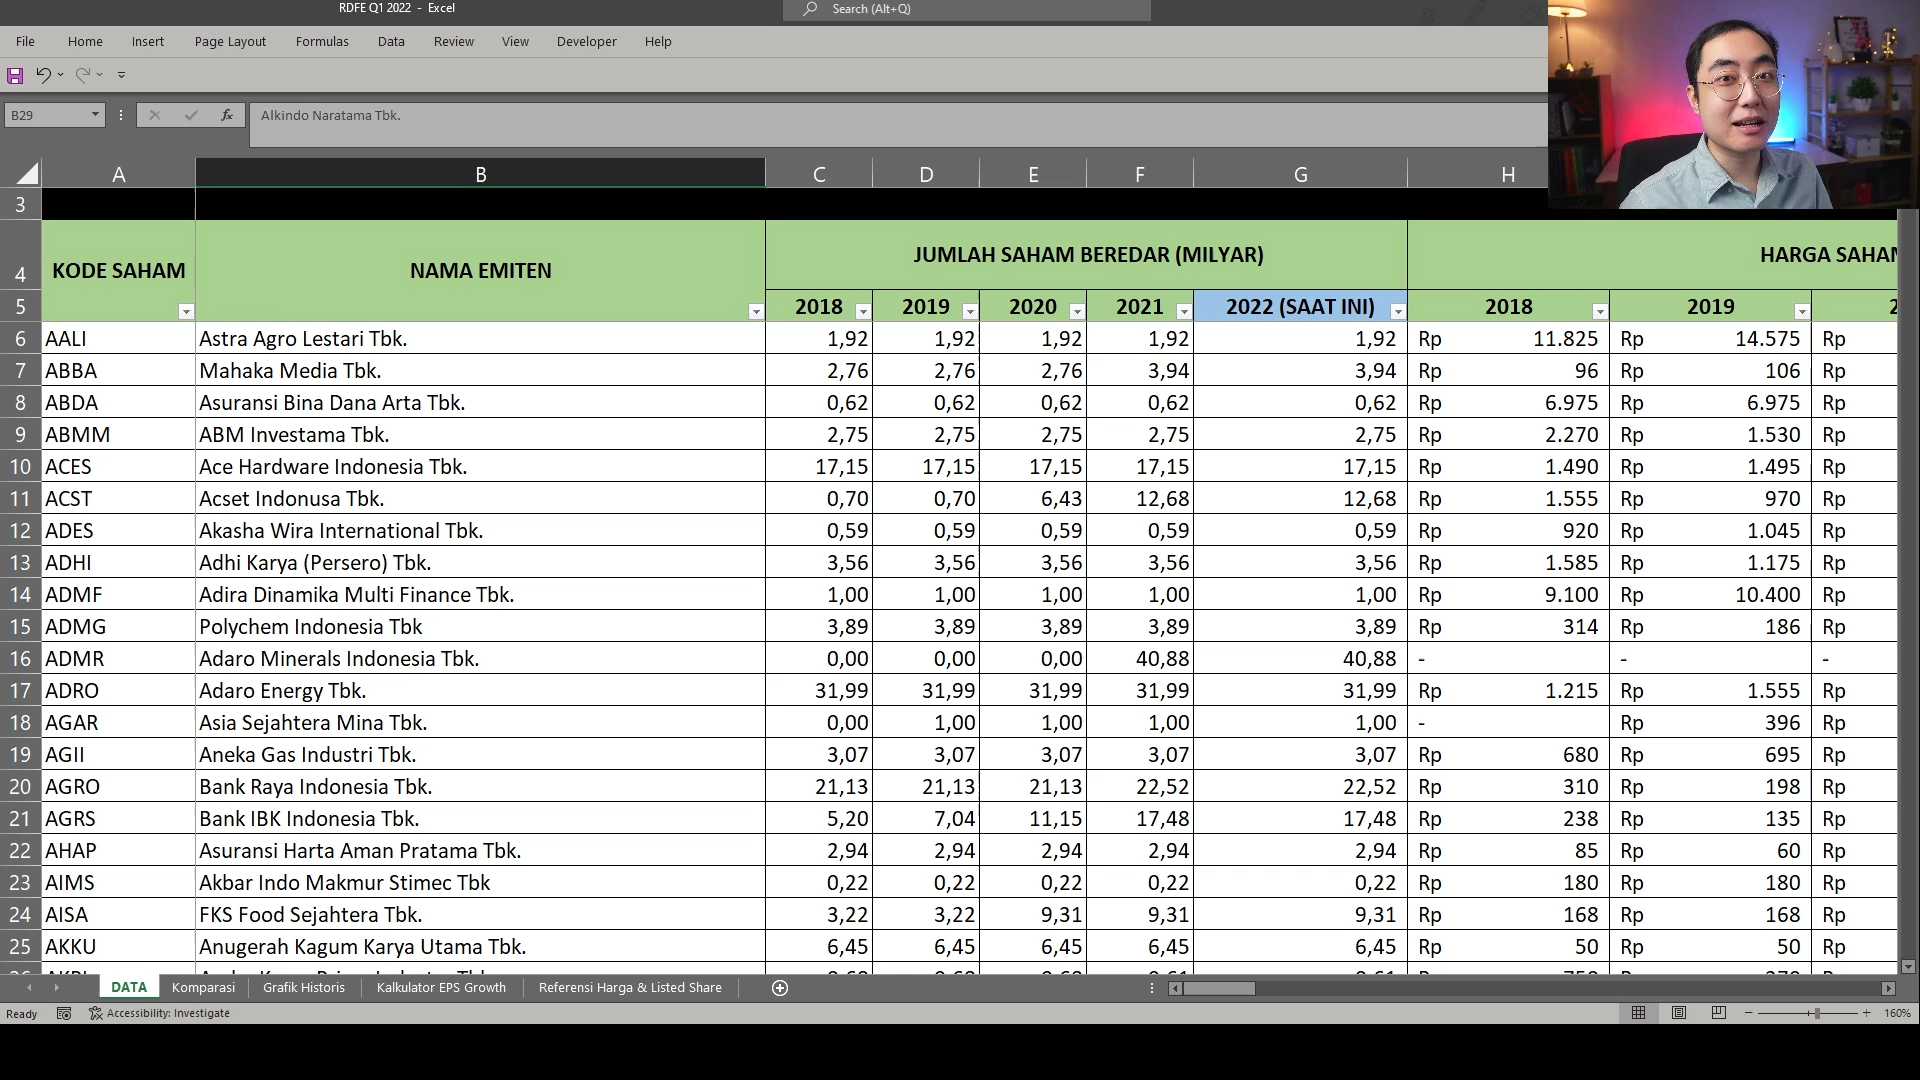 RDFE Q1 2022 - Excel
Search (Alt+Q)
File Home Insert Page Layout Formulas Data Review View Developer Help
B29 fx Alkindo Naratama Tbk.
A B C D E F G H
3
4 KODE SAHAM NAMA EMITEN JUMLAH SAHAM BEREDAR (MILYAR) HARGA SAHAM
5 2018 2019 2020 2021 2022 (SAAT INI) 2018 2019
6 AALI Astra Agro Lestari Tbk. 1,92 1,92 1,92 1,92 1,92 Rp 11.825 Rp 14.575 Rp
7 ABBA Mahaka Media Tbk. 2,76 2,76 2,76 3,94 3,94 Rp 96 Rp 106 Rp
8 ABDA Asuransi Bina Dana Arta Tbk. 0,62 0,62 0,62 0,62 0,62 Rp 6.975 Rp 6.975 Rp
9 ABMM ABM Investama Tbk. 2,75 2,75 2,75 2,75 2,75 Rp 2.270 Rp 1.530 Rp
10 ACES Ace Hardware Indonesia Tbk. 17,15 17,15 17,15 17,15 17,15 Rp 1.490 Rp 1.495 Rp
11 ACST Acset Indonusa Tbk. 0,70 0,70 6,43 12,68 12,68 Rp 1.555 Rp 970 Rp
12 ADES Akasha Wira International Tbk. 0,59 0,59 0,59 0,59 0,59 Rp 920 Rp 1.045 Rp
13 ADHI Adhi Karya (Persero) Tbk. 3,56 3,56 3,56 3,56 3,56 Rp 1.585 Rp 1.175 Rp
14 ADMF Adira Dinamika Multi Finance Tbk. 1,00 1,00 1,00 1,00 1,00 Rp 9.100 Rp 10.400 Rp
15 ADMG Polychem Indonesia Tbk 3,89 3,89 3,89 3,89 3,89 Rp 314 Rp 186 Rp
16 ADMR Adaro Minerals Indonesia Tbk. 0,00 0,00 0,00 40,88 40,88 - - -
17 ADRO Adaro Energy Tbk. 31,99 31,99 31,99 31,99 31,99 Rp 1.215 Rp 1.555 Rp
18 AGAR Asia Sejahtera Mina Tbk. 0,00 1,00 1,00 1,00 1,00 - Rp 396 Rp
19 AGII Aneka Gas Industri Tbk. 3,07 3,07 3,07 3,07 3,07 Rp 680 Rp 695 Rp
20 AGRO Bank Raya Indonesia Tbk. 21,13 21,13 21,13 22,52 22,52 Rp 310 Rp 198 Rp
21 AGRS Bank IBK Indonesia Tbk. 5,20 7,04 11,15 17,48 17,48 Rp 238 Rp 135 Rp
22 AHAP Asuransi Harta Aman Pratama Tbk. 2,94 2,94 2,94 2,94 2,94 Rp 85 Rp 60 Rp
23 AIMS Akbar Indo Makmur Stimec Tbk 0,22 0,22 0,22 0,22 0,22 Rp 180 Rp 180 Rp
24 AISA FKS Food Sejahtera Tbk. 3,22 3,22 9,31 9,31 9,31 Rp 168 Rp 168 Rp
25 AKKU Anugerah Kagum Karya Utama Tbk. 6,45 6,45 6,45 6,45 6,45 Rp 50 Rp 50 Rp
DATA Komparasi Grafik Historis Kalkulator EPS Growth Referensi Harga & Listed Share
Ready Accessibility: Investigate 160%